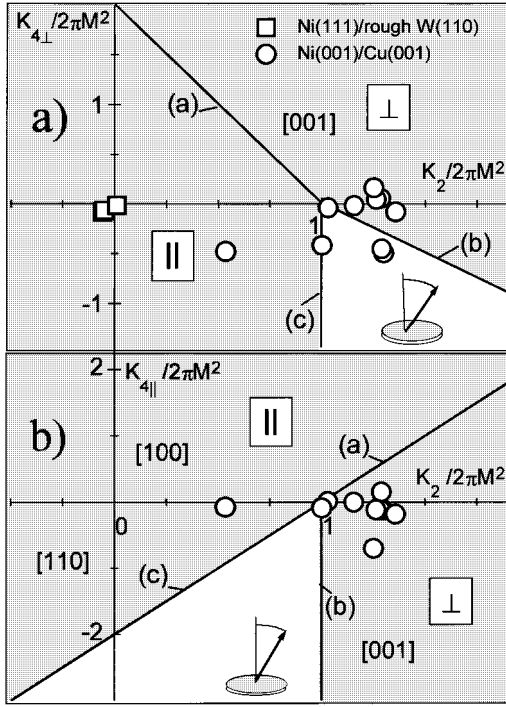 K4⊥/2πM²
Ni(111)/rough W(110)
Ni(001)/Cu(001)
1
a)
(a)
[001]
⊥
K2/2πM²
1
||
(b)
-1
(c)
2
K4||/2πM²
b)
||
[100]
(a)
K2/2πM²
0
1
[110]
(c)
(b)
⊥
-2
[001]